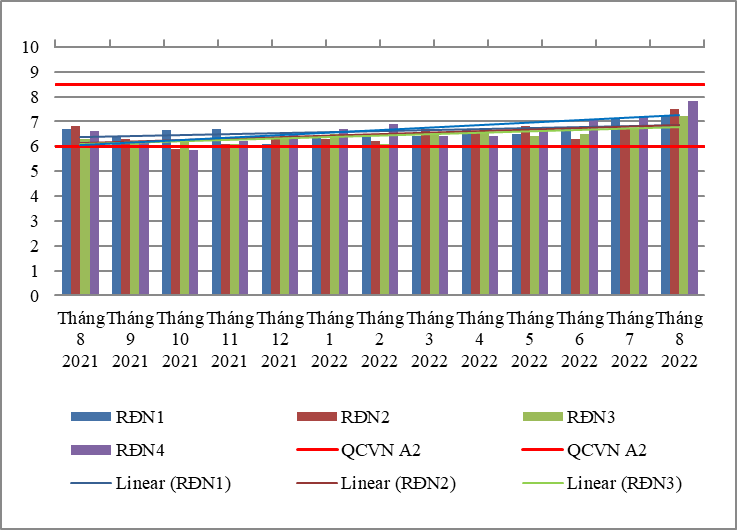 10
9
8
7
6
5
4
3
2
1
0
Tháng Tháng Tháng Tháng Tháng Tháng Tháng Tháng Tháng Tháng Tháng Tháng Tháng
8 9 10 11 12 1 2 3 4 5 6 7 8
2021 2021 2021 2021 2021 2022 2022 2022 2022 2022 2022 2022 2022
RĐN1 RĐN2 RĐN3
RĐN4 QCVN A2 QCVN A2
Linear (RĐN1) Linear (RĐN2) Linear (RĐN3)